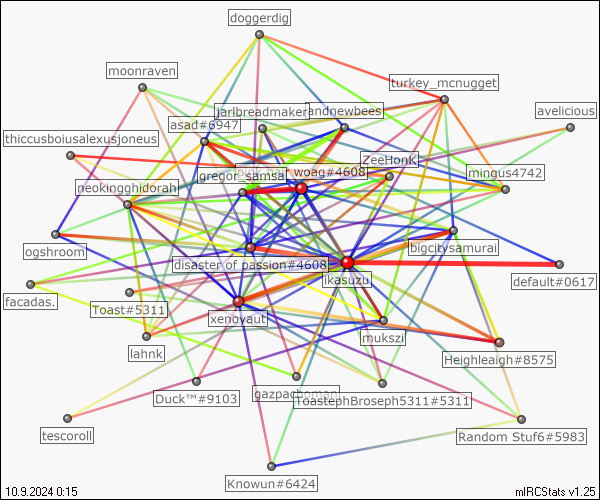 doggerdig
moonraven
turkey_mcnugget
jaribreadmaker
andnewbees
avelicious
asad#6947
thiccusboiusalexusjoneus
ZeeHonK
woag#4608
gregor_samsa
mingus4742
neokingghidorah
ogshroom
bigcitysamurai
disaster of passion#4608
ikasuzu
default#0617
facadas.
Toast#5311
xenovaut
mukszi
lahnk
Heighleaigh#8575
Duck™#9103
gazpachoman
ToastephBroseph5311#5311
tescoroll
Random Stuf6#5983
Knowun#6424
10.9.2024 0:15
mIRCStats v1.25